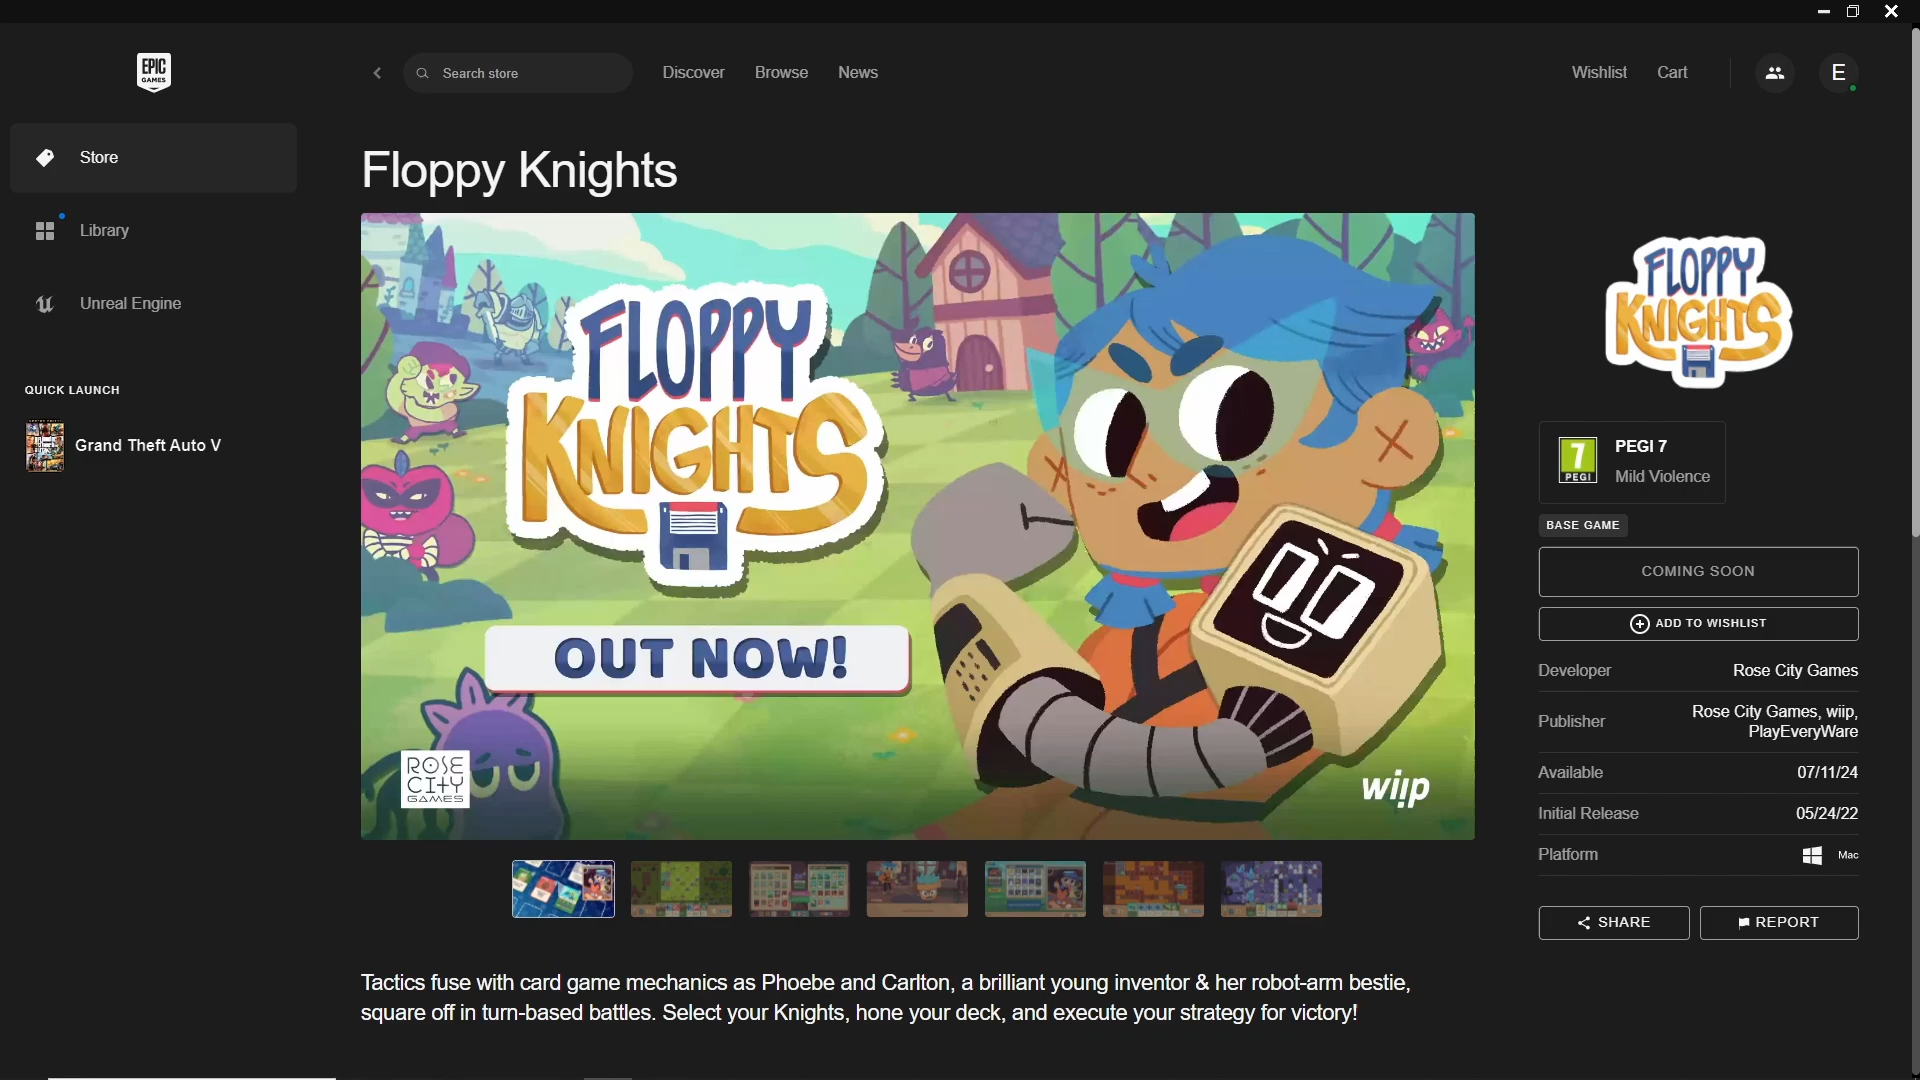 EPIC
GAMES
Search store
Discover
Browse
News
Wishlist
Cart
E
Store
Library
Unreal Engine
QUICK LAUNCH
Grand Theft Auto V
Floppy Knights
FLOPPY
KNIGHTS
OUT NOW!
ROSE
CITY
GAMES
wiip
FLOPPY
KNIGHTS
7
PEGI
PEGI 7
Mild Violence
BASE GAME
COMING SOON
ADD TO WISHLIST
Developer Rose City Games
Publisher Rose City Games, wiip,
PlayEveryWare
Available 07/11/24
Initial Release 05/24/22
Platform Mac
SHARE
REPORT
Tactics fuse with card game mechanics as Phoebe and Carlton, a brilliant young inventor & her robot-arm bestie,
square off in turn-based battles. Select your Knights, hone your deck, and execute your strategy for victory!